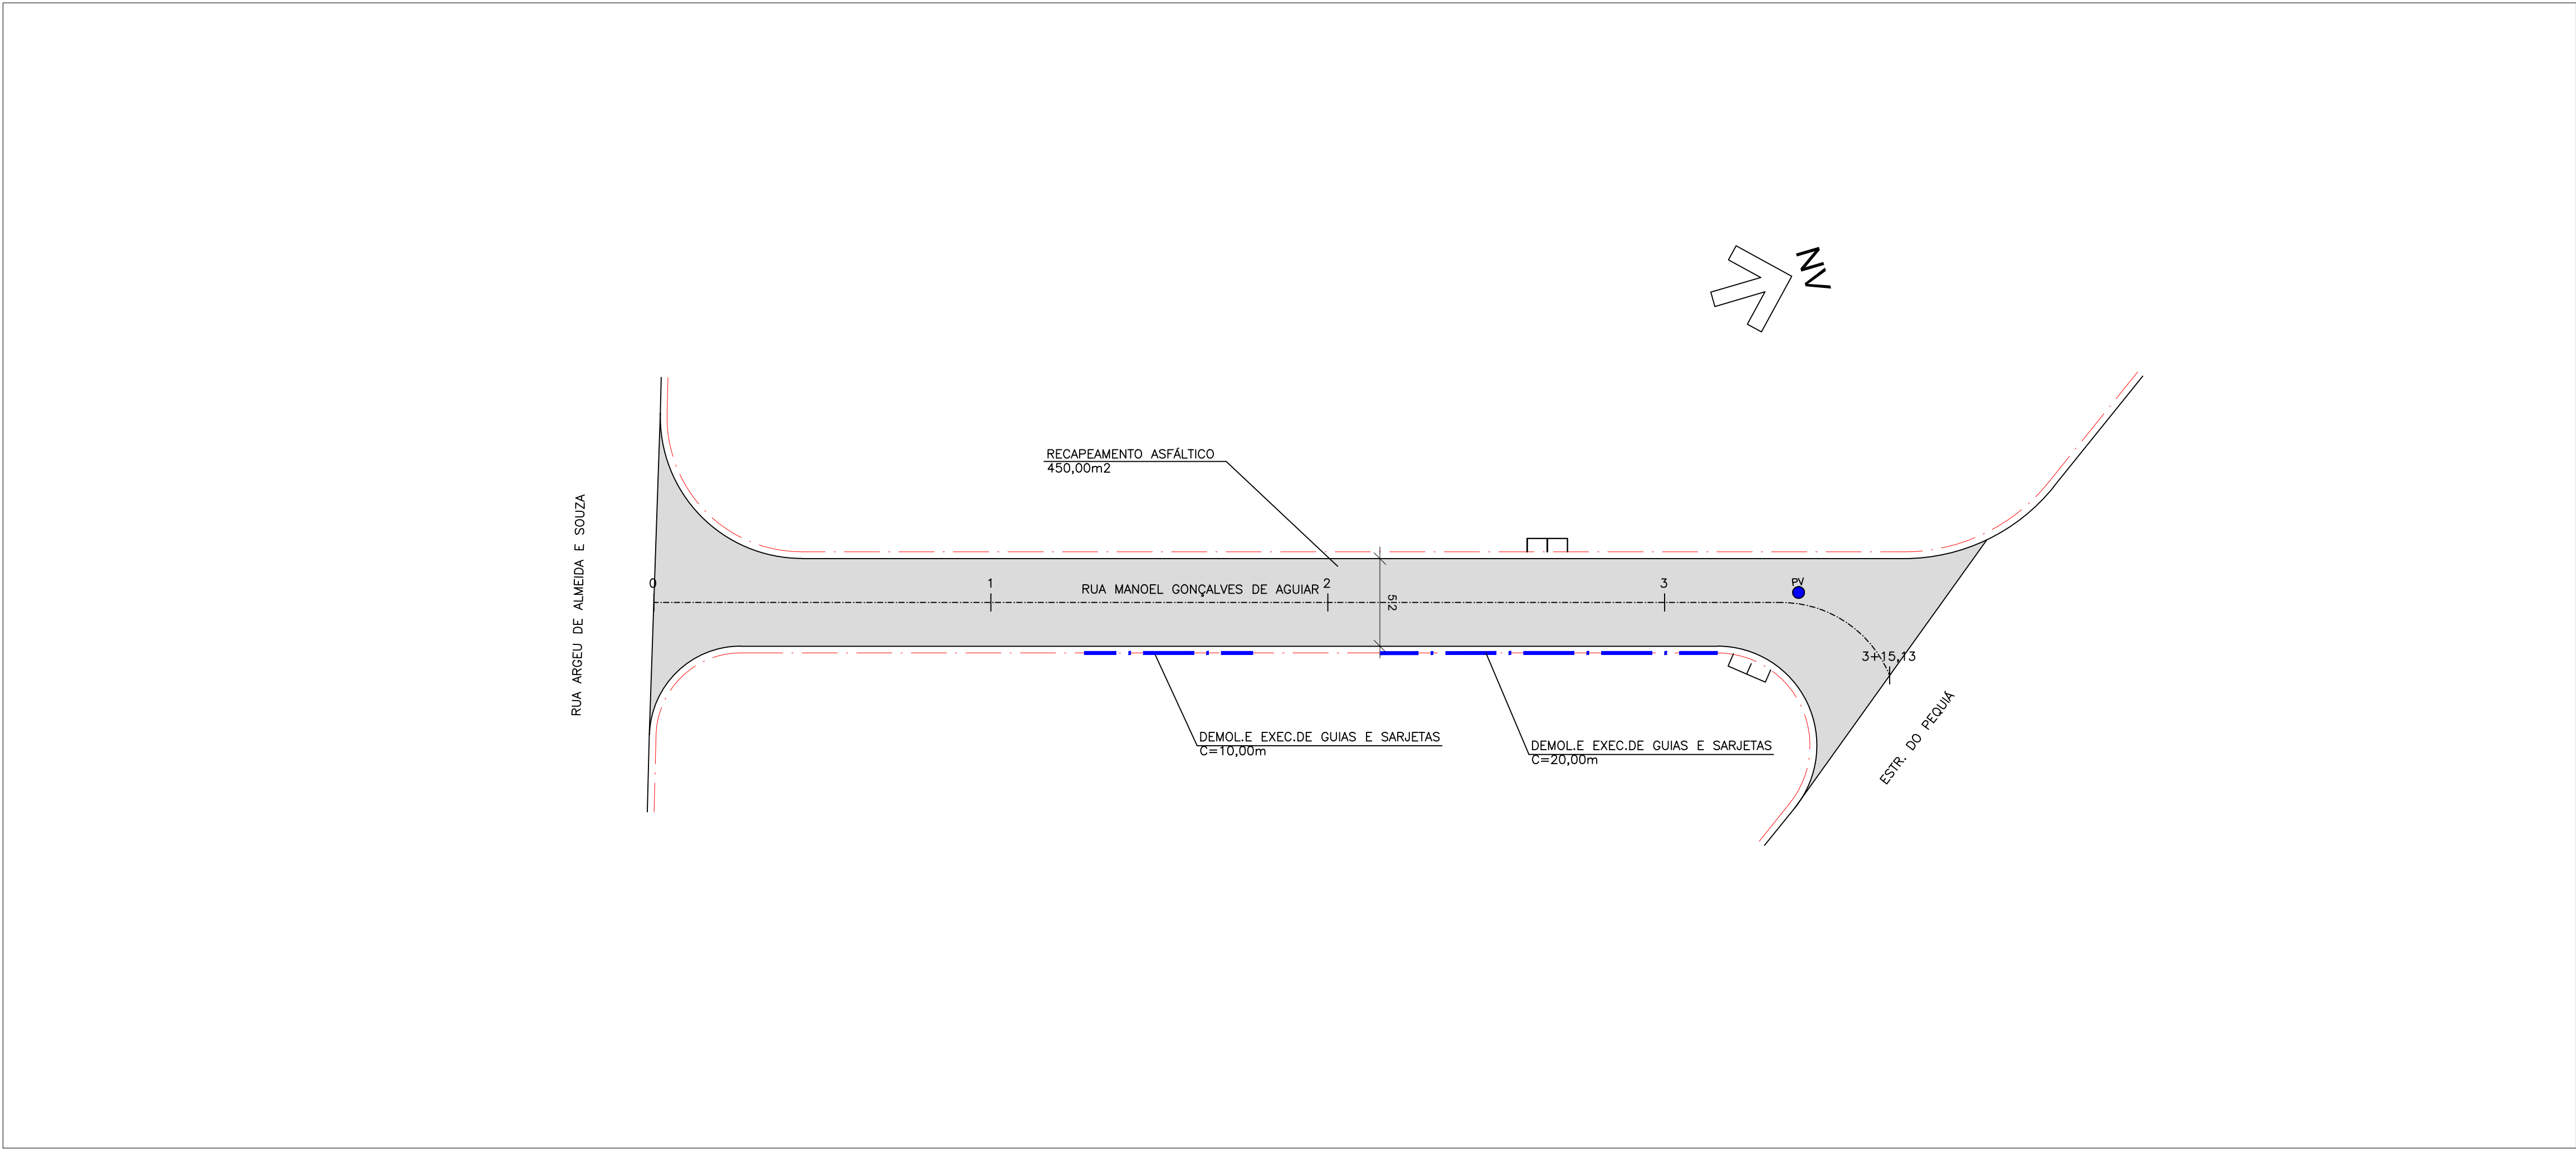 NV
RECAPEAMENTO ASFÁLTICO
450,00m2
RUA ARGEU DE ALMEIDA E SOUZA
0
1
RUA MANOEL GONÇALVES DE AGUIAR
2
52
3
PV
3+15,13
ESTR. DO PEQUIÁ
DEMOL.E EXEC.DE GUIAS E SARJETAS
C=10,00m
DEMOL.E EXEC.DE GUIAS E SARJETAS
C=20,00m